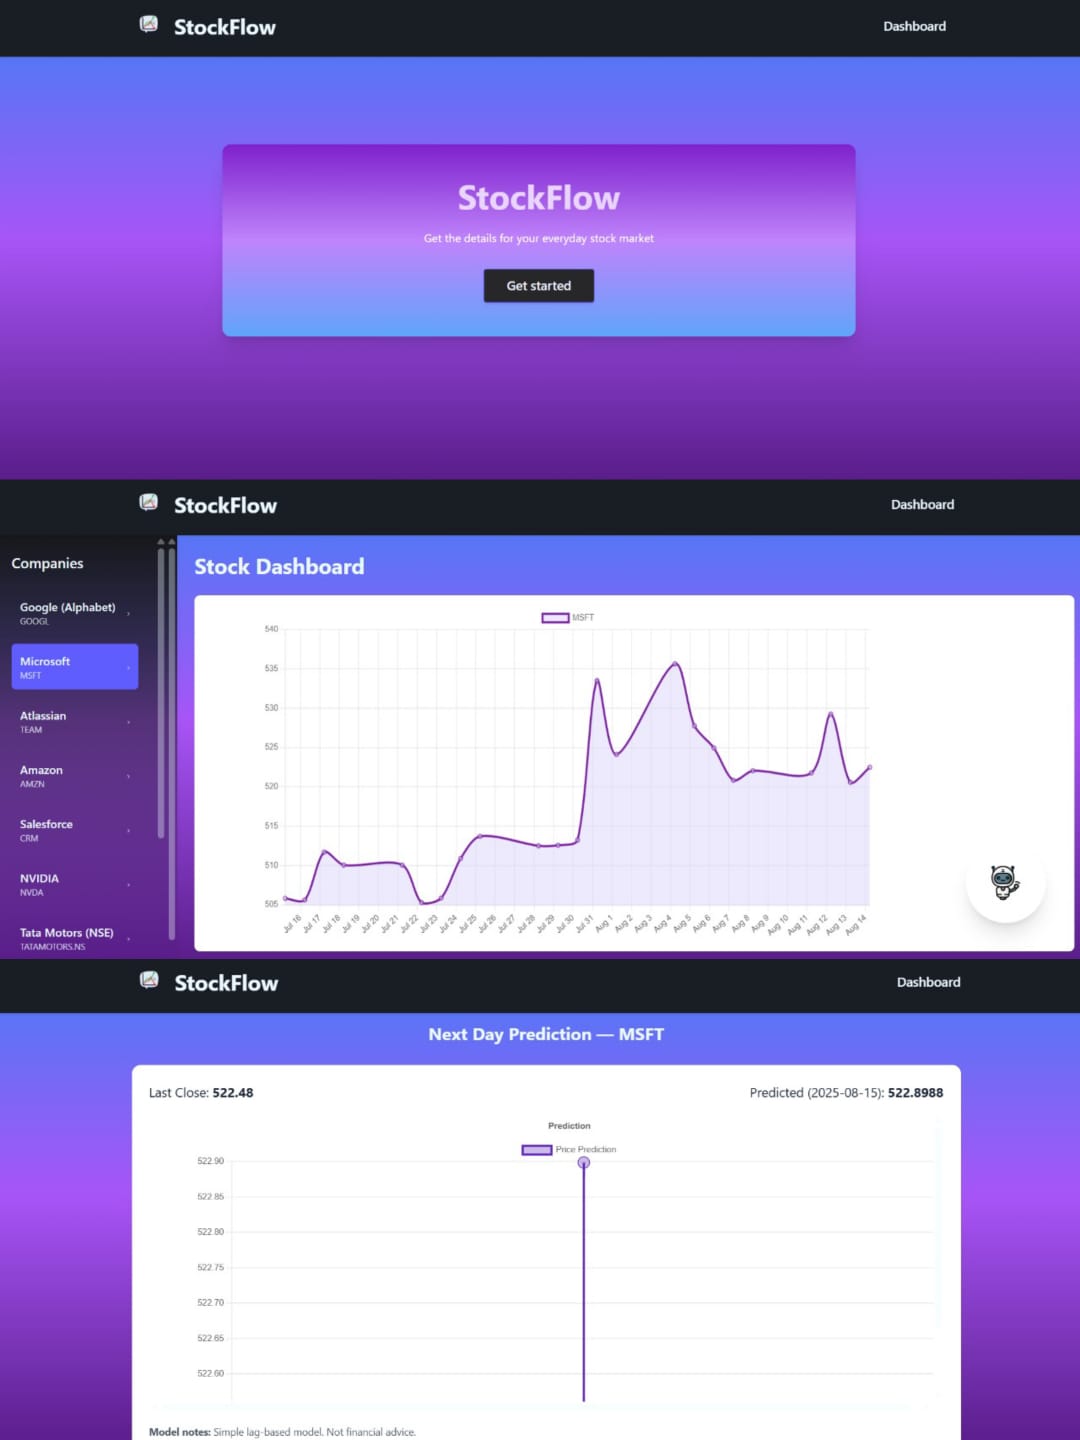 StockFlow
Dashboard
StockFlow
Get the details for your everyday stock market
Get started
StockFlow
Dashboard
Companies
Google (Alphabet)
GOOGL
Microsoft
MSFT
Atlassian
TEAM
Amazon
AMZN
Salesforce
CRM
NVIDIA
NVDA
Tata Motors (NSE)
TATAMOTORS.NS
Stock Dashboard
MSFT
540
535
530
525
520
515
510
505
Jul 16
Jul 17
Jul 18
Jul 19
Jul 20
Jul 21
Jul 22
Jul 23
Jul 24
Jul 25
Jul 26
Jul 27
Jul 28
Jul 29
Jul 30
Jul 31
Aug 1
Aug 2
Aug 3
Aug 4
Aug 5
Aug 6
Aug 7
Aug 8
Aug 9
Aug 10
Aug 11
Aug 12
Aug 13
Aug 14
StockFlow
Dashboard
Next Day Prediction — MSFT
Last Close: 522.48
Predicted (2025-08-15): 522.8988
Prediction
Price Prediction
522.90
522.85
522.80
522.75
522.70
522.65
522.60
Model notes: Simple lag-based model. Not financial advice.